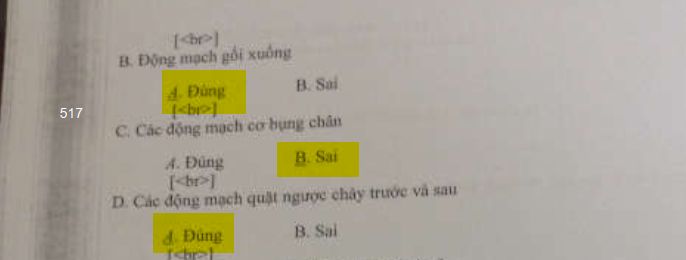 [<br>]
B. Động mạch gối xuống
A. Đúng B. Sai
[<br>]
517
C. Các động mạch cơ bụng chân
A. Đúng B. Sai
[<br>]
D. Các động mạch quặt ngược chày trước và sau
A. Đúng B. Sai
[<br>]